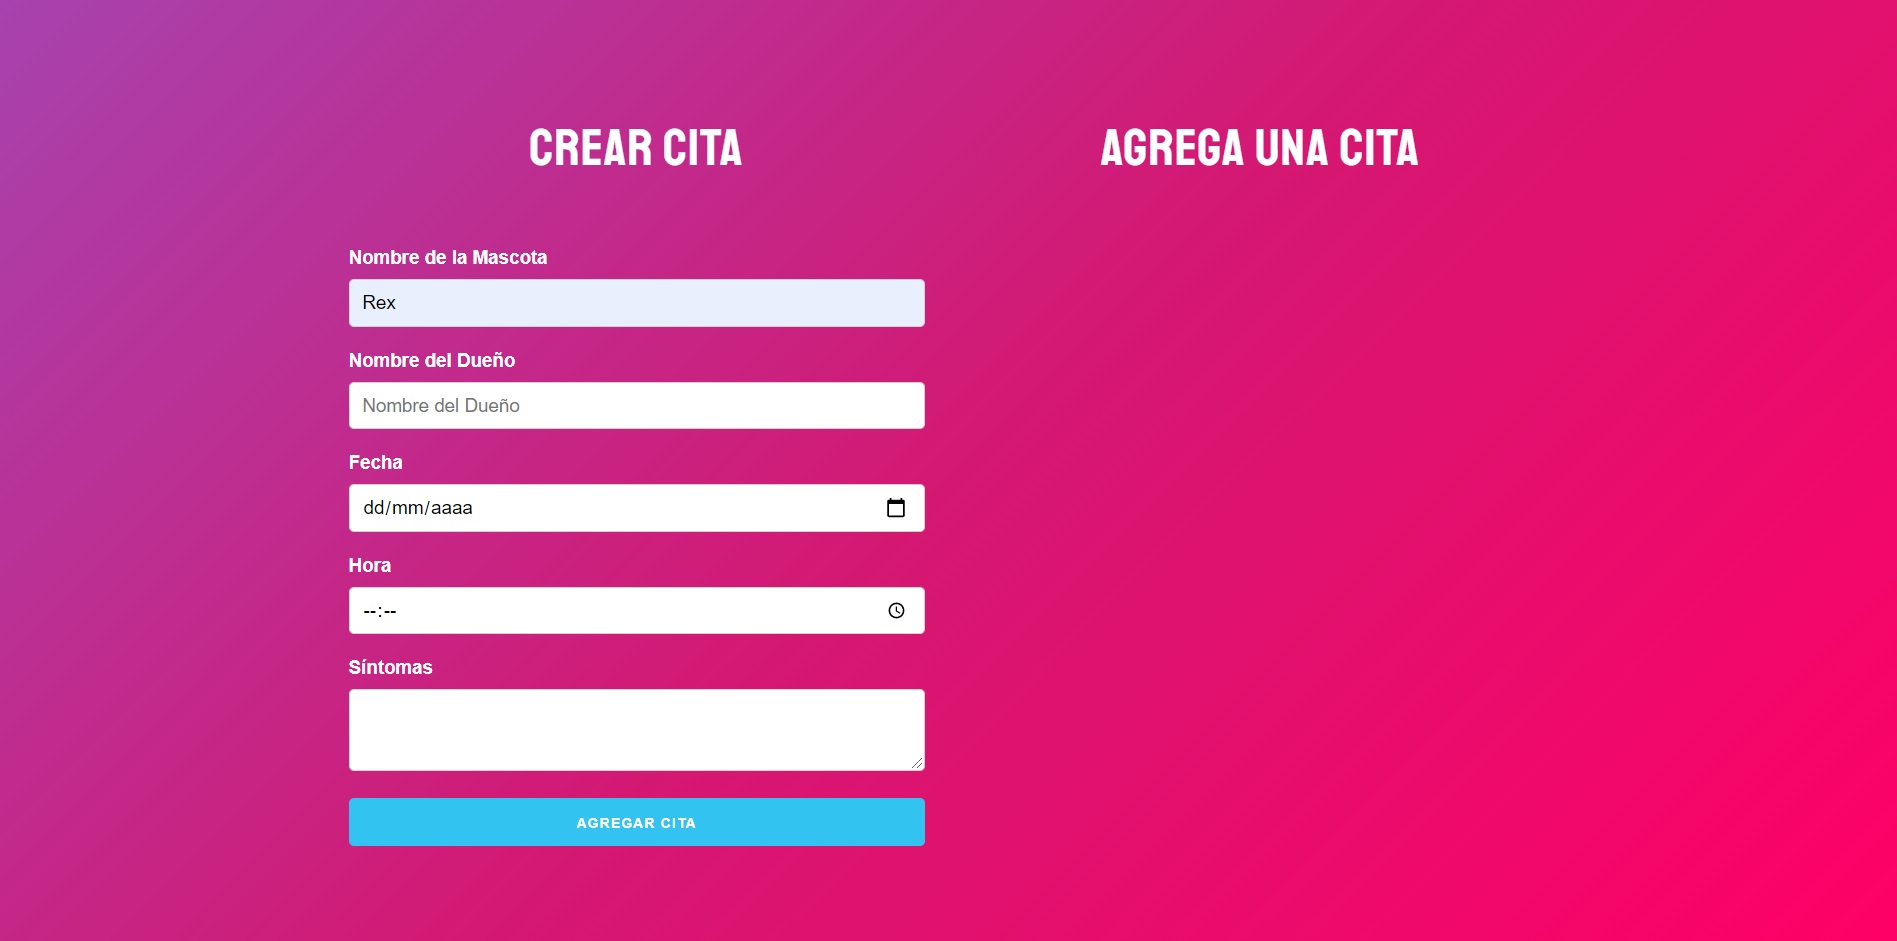 CREAR CITA
AGREGA UNA CITA
Nombre de la Mascota
Rex
Nombre del Dueño
Nombre del Dueño
Fecha
dd/mm/aaaa
Hora
--:--
Síntomas
AGREGAR CITA